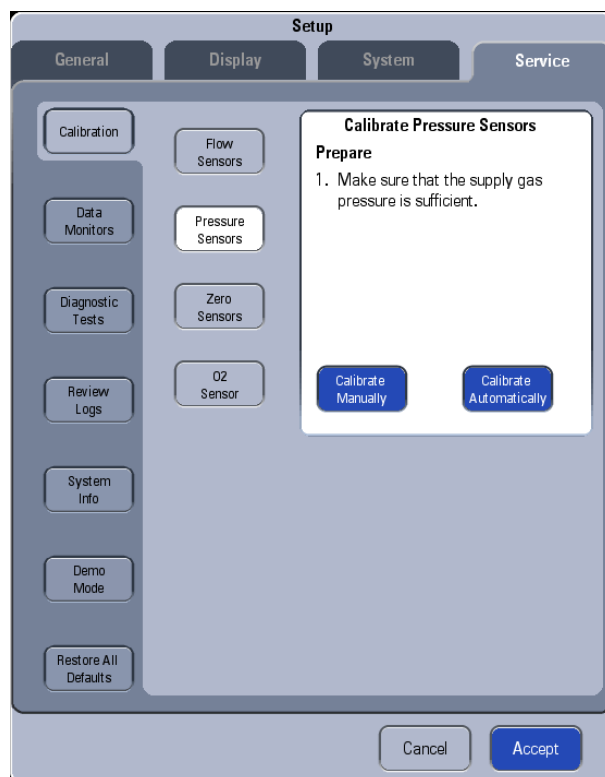 Setup
General
Display
System
Service
Calibration
Data
Monitors
Diagnostic
Tests
Review
Logs
System
Info
Demo
Mode
Restore All
Defaults
Flow
Sensors
Pressure
Sensors
Zero
Sensors
O2
Sensor
Calibrate Pressure Sensors
Prepare
1. Make sure that the supply gas
pressure is sufficient.
Calibrate
Manually
Calibrate
Automatically
Cancel
Accept